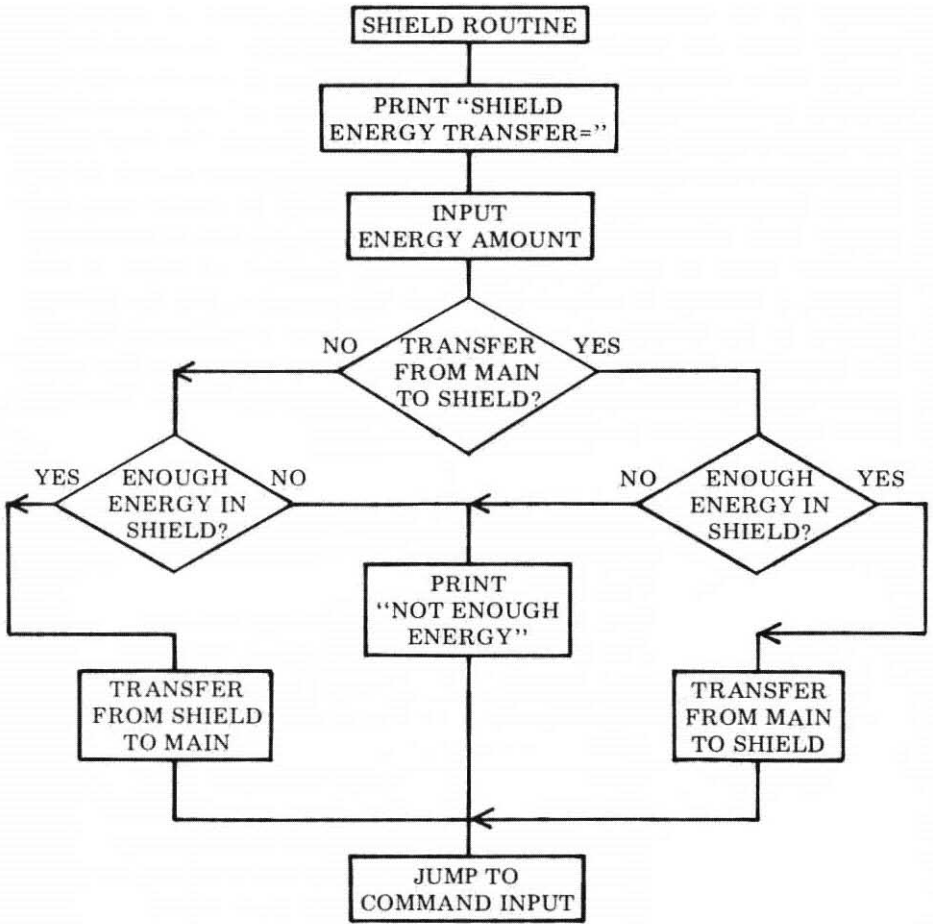 SHIELD ROUTINE
PRINT “SHIELD
ENERGY TRANSFER=”
INPUT
ENERGY AMOUNT
NO
TRANSFER
FROM MAIN
TO SHIELD?
YES
YES
ENOUGH
ENERGY IN
SHIELD?
NO
NO
ENOUGH
ENERGY IN
SHIELD?
YES
PRINT
“NOT ENOUGH
ENERGY”
TRANSFER
FROM SHIELD
TO MAIN
TRANSFER
FROM MAIN
TO SHIELD
JUMP TO
COMMAND INPUT